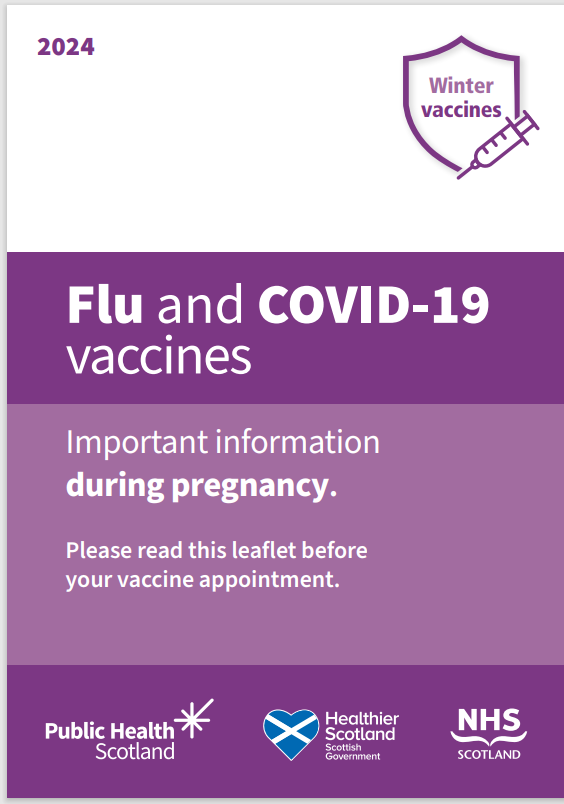 2024
Winter
vaccines
Flu and COVID-19
vaccines
Important information
during pregnancy.
Please read this leaflet before
your vaccine appointment.
Public Health
Scotland
Healthier
Scotland
Scottish
Government
NHS
SCOTLAND